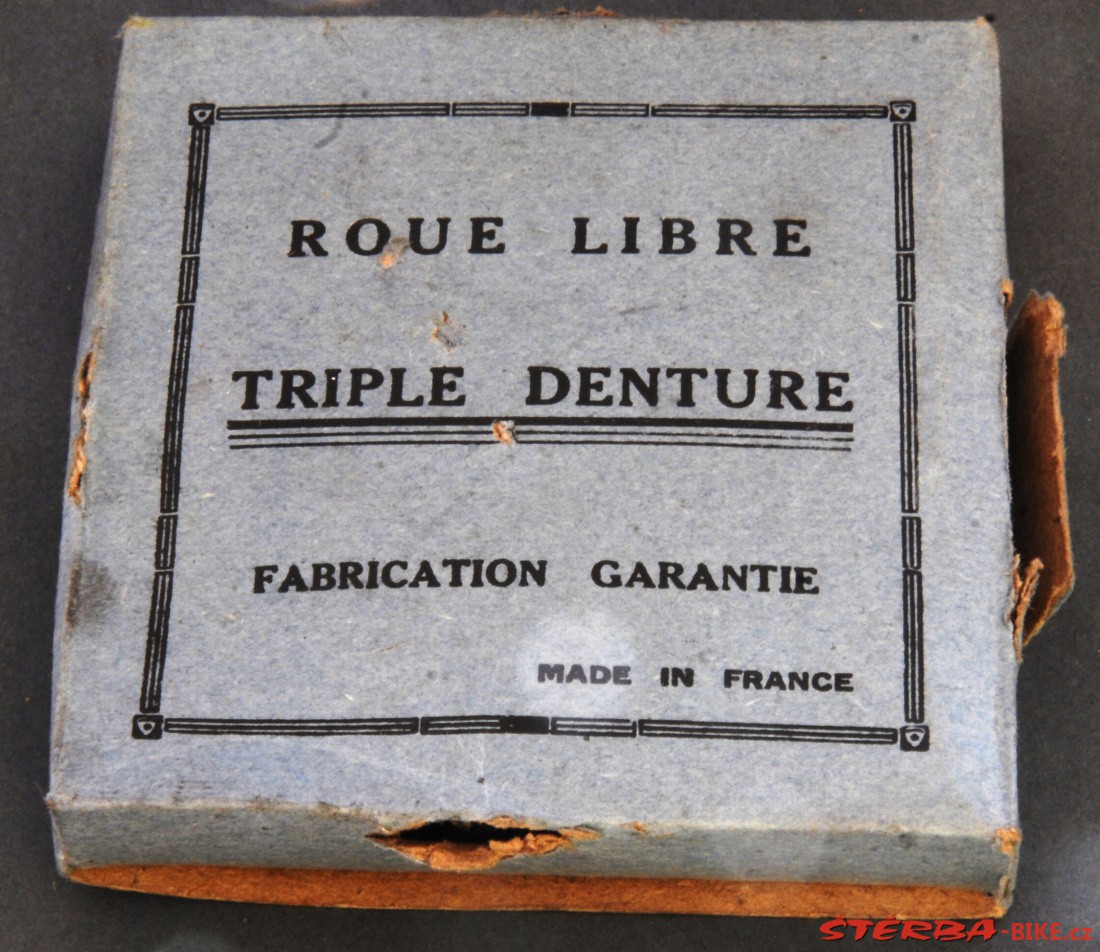 ROUE LIBRE
TRIPLE DENTURE
FABRICATION GARANTIE
MADE IN FRANCE
STERBA-BIKE.cz